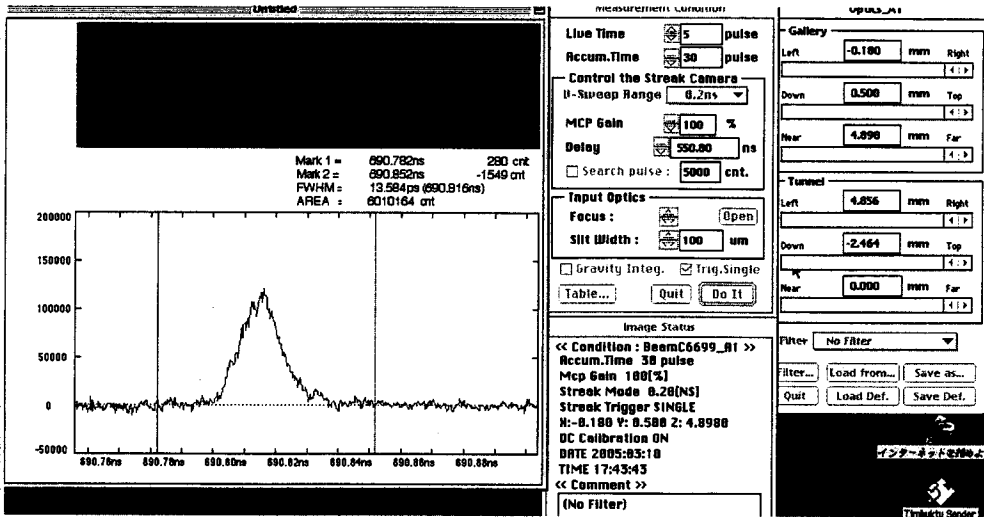 Untitled
Mark 1 = 690.782ns 280 cnt
Mark 2 = 690.852ns -1549 cnt
FWHM = 13.584ps (690.816ns)
AREA = 6010164 cnt
200000
150000
100000
50000
0
-50000
690.76ns 690.78ns 690.80ns 690.82ns 690.84ns 690.86ns 690.88ns
Measurement Condition
Live Time 5 pulse
Accum.Time 30 pulse
Control the Streak Camera
V-Sweep Range 0.2ns
MCP Gain 100 %
Delay 550.80 ns
Search pulse : 5000 cnt.
Input Optics
Focus : Open
Slit Width : 100 um
Gravity Integ. Trig.Single
Table... Quit Do It
Image Status
<< Condition : BeamC6699_A1 >>
Accum.Time 30 pulse
Mcp Gain 100[%]
Streak Mode 0.20[NS]
Streak Trigger SINGLE
X:-0.180 Y: 0.500 Z: 4.8980
DC Calibration ON
DATE 2005:03:10
TIME 17:43:43
<< Comment >>
(No Filter)
Optics_A1
Gallery
Left -0.180 mm Right
Down 0.500 mm Top
Near 4.898 mm Far
Tunnel
Left 4.856 mm Right
Down -2.464 mm Top
Near 0.000 mm Far
Filter No Filter
Filter... Load from... Save as...
Quit Load Def. Save Def.
Timbuktu Sender